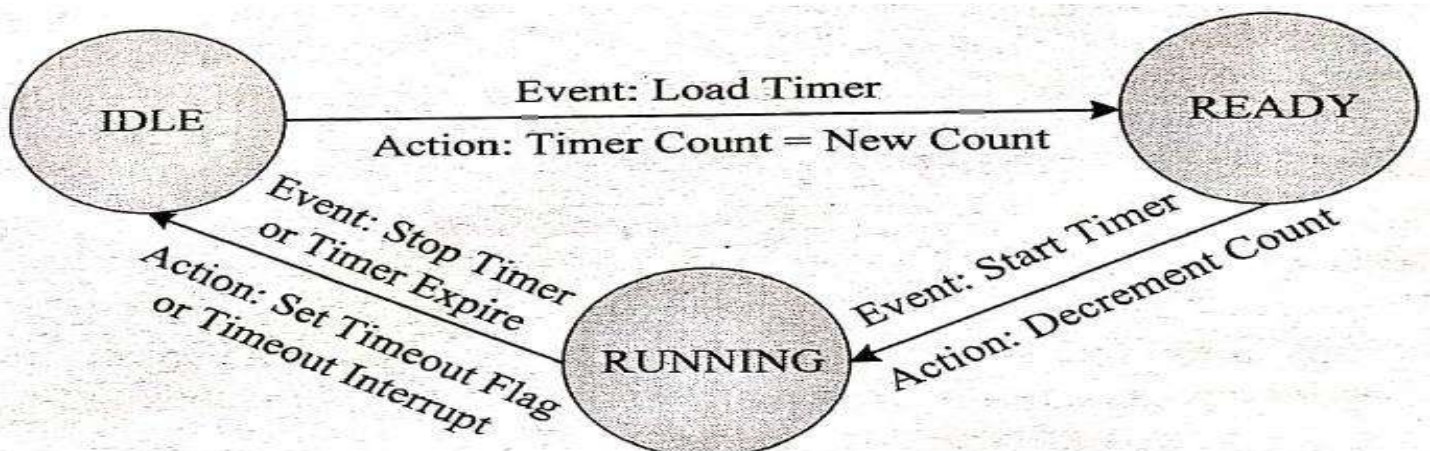 IDLE
Event: Load Timer
Action: Timer Count = New Count
READY
Event: Stop Timer
or Timer Expire
Action: Set Timeout Flag
or Timeout Interrupt
RUNNING
Event: Start Timer
Action: Decrement Count